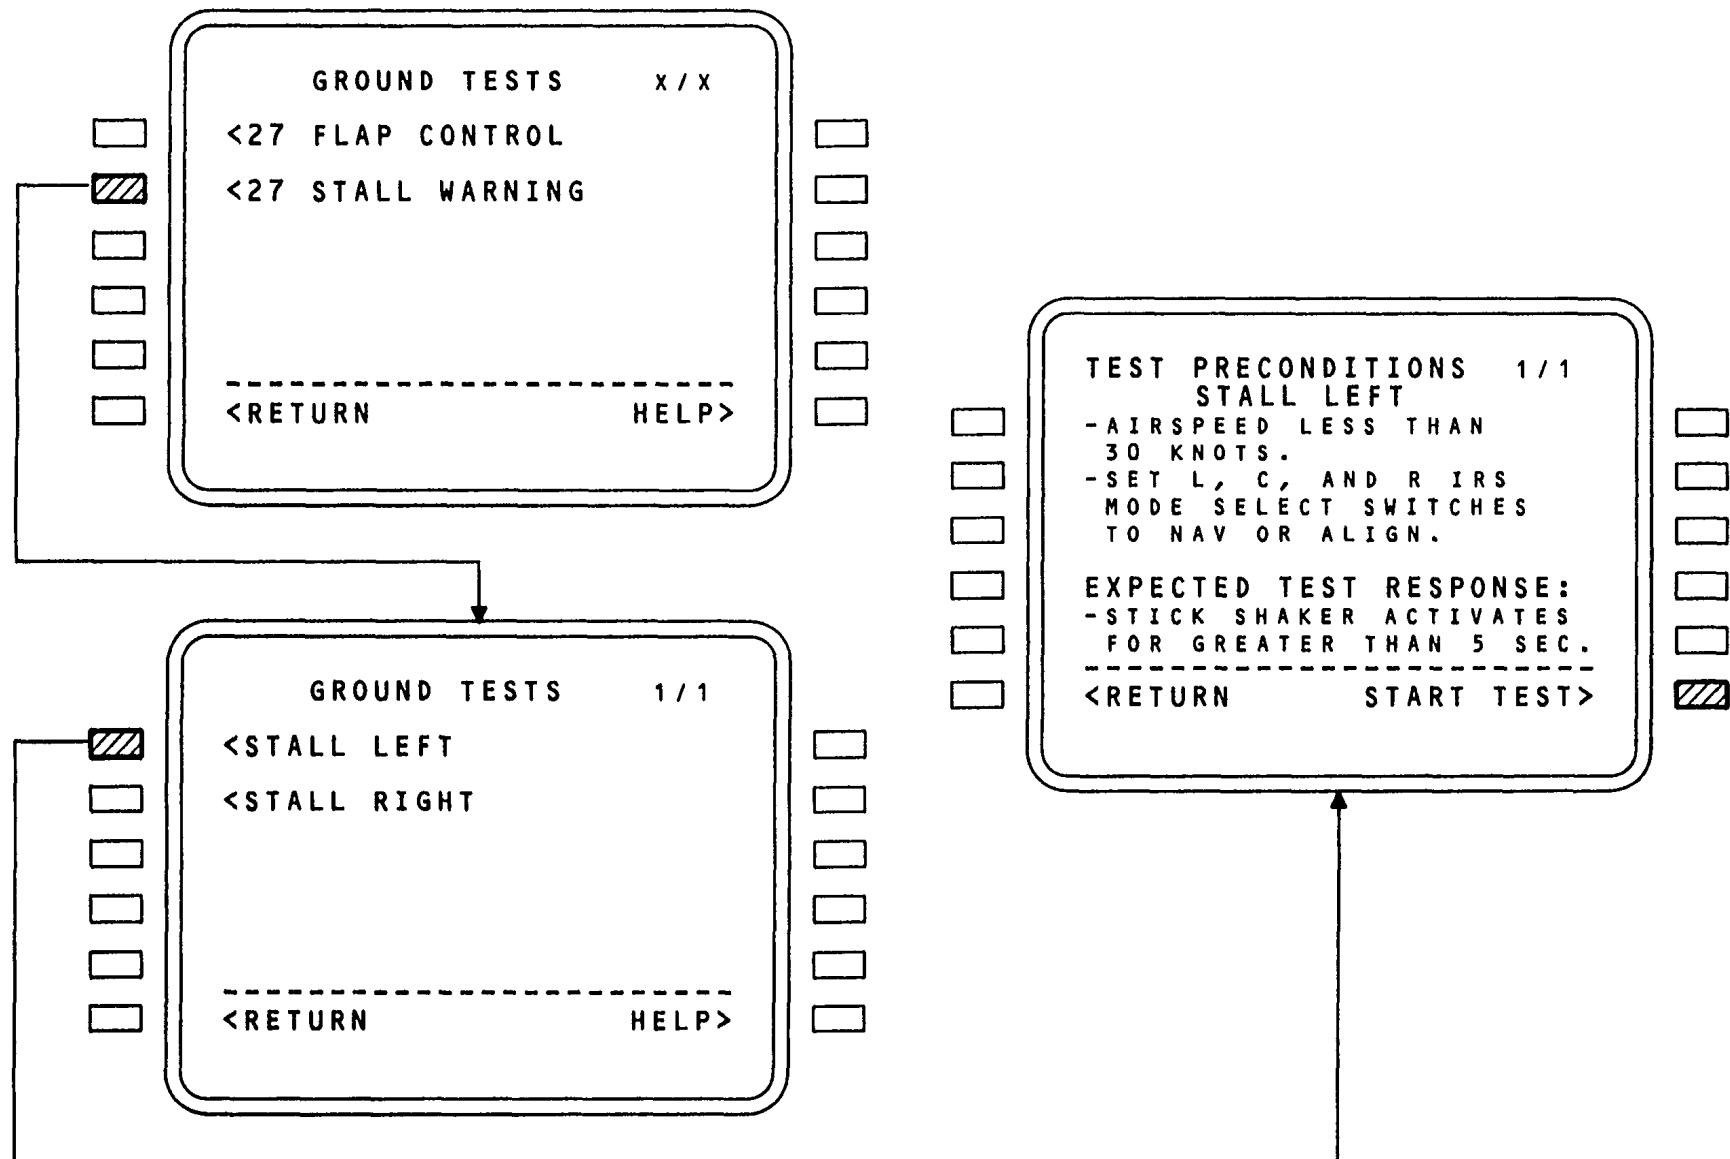 GROUND TESTS X/X
<27 FLAP CONTROL
<27 STALL WARNING
<RETURN HELP>
GROUND TESTS 1/1
<STALL LEFT
<STALL RIGHT
<RETURN HELP>
TEST PRECONDITIONS 1/1
STALL LEFT
-AIRSPEED LESS THAN
30 KNOTS.
-SET L, C, AND R IRS
MODE SELECT SWITCHES
TO NAV OR ALIGN.
EXPECTED TEST RESPONSE:
-STICK SHAKER ACTIVATES
FOR GREATER THAN 5 SEC.
<RETURN START TEST>